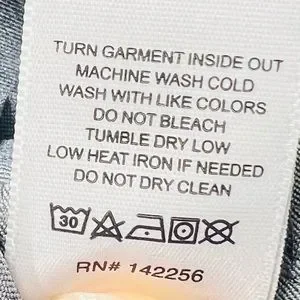 TURN GARMENT INSIDE OUT
MACHINE WASH COLD
WASH WITH LIKE COLORS
DO NOT BLEACH
TUMBLE DRY LOW
LOW HEAT IRON IF NEEDED
DO NOT DRY CLEAN
30
RN# 142256